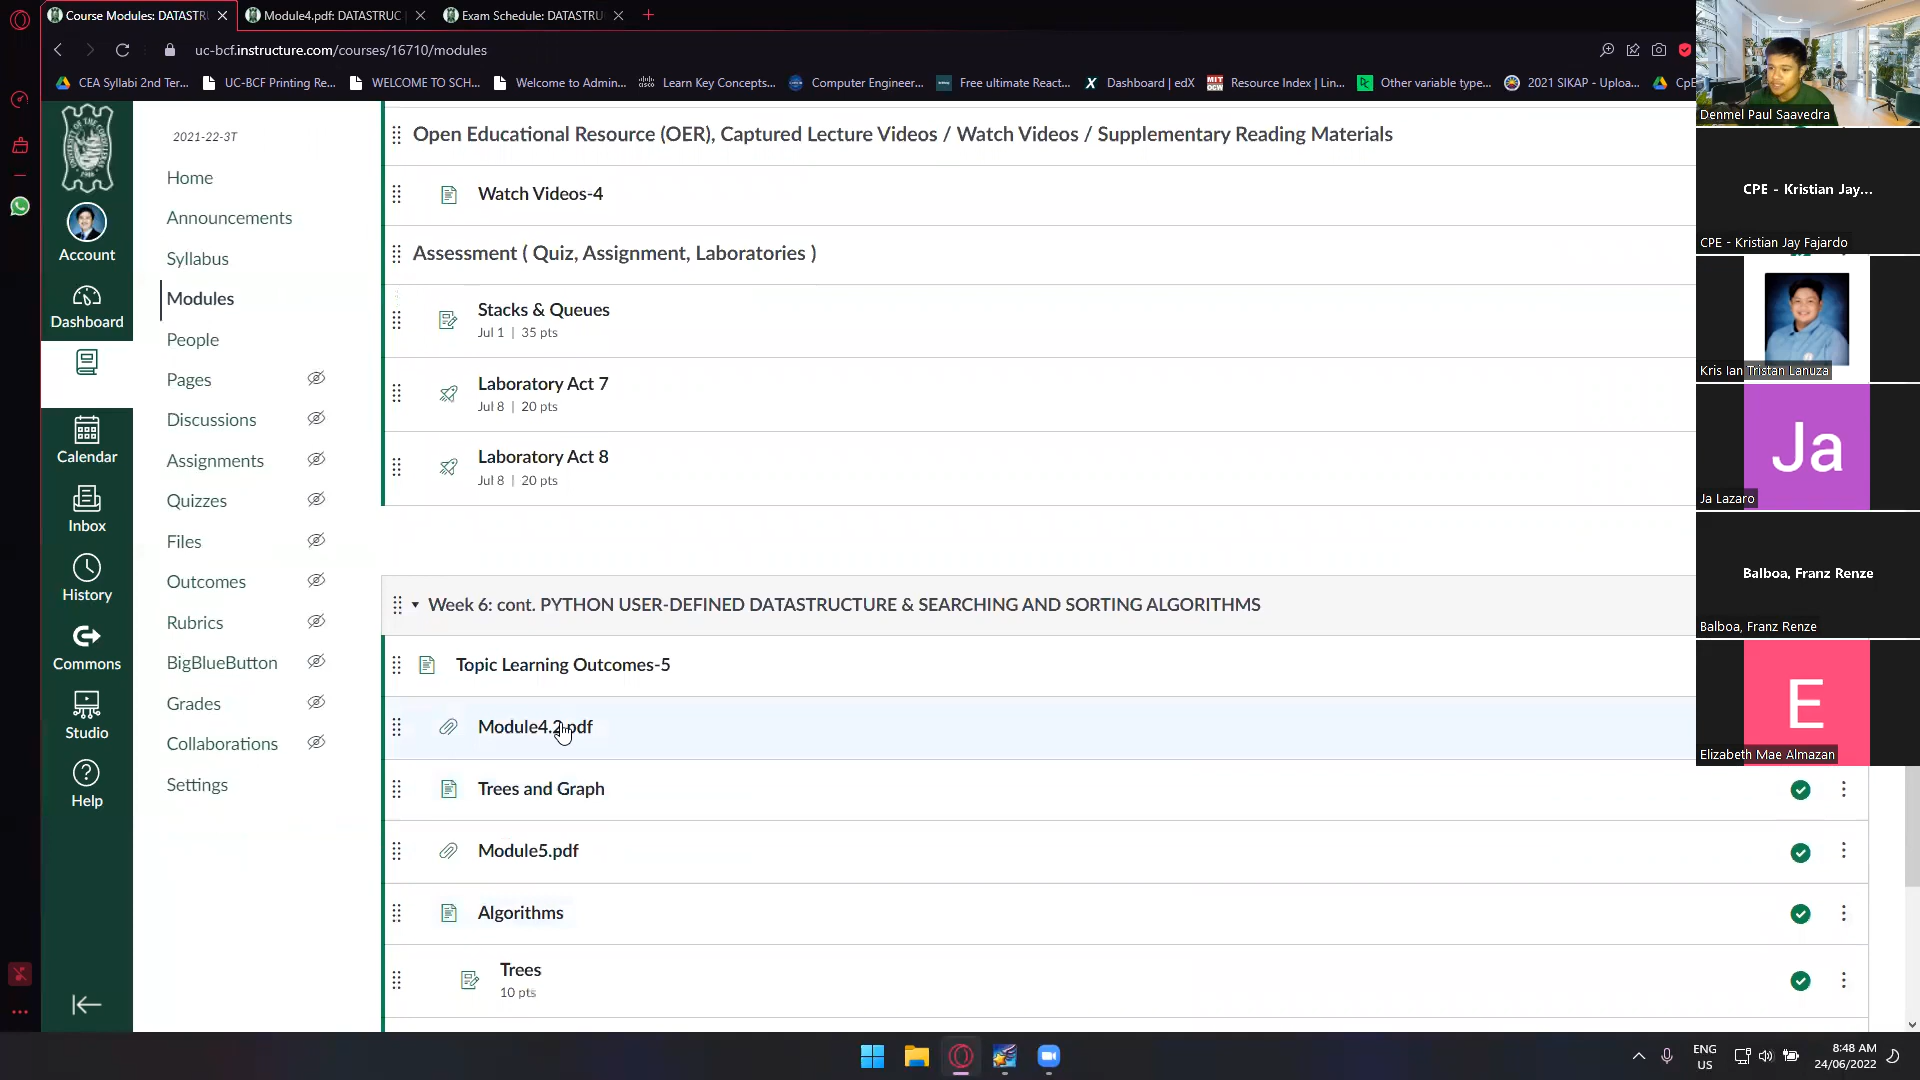 Course Modules: DATASTRU
Module4.pdf: DATASTRUC
Exam Schedule: DATASTRU
uc-bcf.instructure.com/courses/16710/modules
CEA Syllabi 2nd Ter...
UC-BCF Printing Re...
WELCOME TO SCH...
Welcome to Admin...
Learn Key Concepts...
Computer Engineer...
Free ultimate React...
Dashboard | edX
Resource Index | Lin...
Other variable type...
2021 SIKAP - Uploa...
CpE
Account
Dashboard
Calendar
Inbox
History
Commons
Studio
Help
2021-22-3T
Home
Announcements
Syllabus
Modules
People
Pages
Discussions
Assignments
Quizzes
Files
Outcomes
Rubrics
BigBlueButton
Grades
Collaborations
Settings
Open Educational Resource (OER), Captured Lecture Videos / Watch Videos / Supplementary Reading Materials
Watch Videos-4
Assessment ( Quiz, Assignment, Laboratories )
Stacks & Queues
Jul 1 | 35 pts
Laboratory Act 7
Jul 8 | 20 pts
Laboratory Act 8
Jul 8 | 20 pts
Week 6: cont. PYTHON USER-DEFINED DATASTRUCTURE & SEARCHING AND SORTING ALGORITHMS
Topic Learning Outcomes-5
Module4.2.pdf
Trees and Graph
Module5.pdf
Algorithms
Trees
10 pts
Denmel Paul Saavedra
CPE - Kristian Jay...
CPE - Kristian Jay Fajardo
Kris Ian Tristan Lanuza
Ja
Ja Lazaro
Balboa, Franz Renze
Balboa, Franz Renze
E
Elizabeth Mae Almazan
ENG
US
8:48 AM
24/06/2022